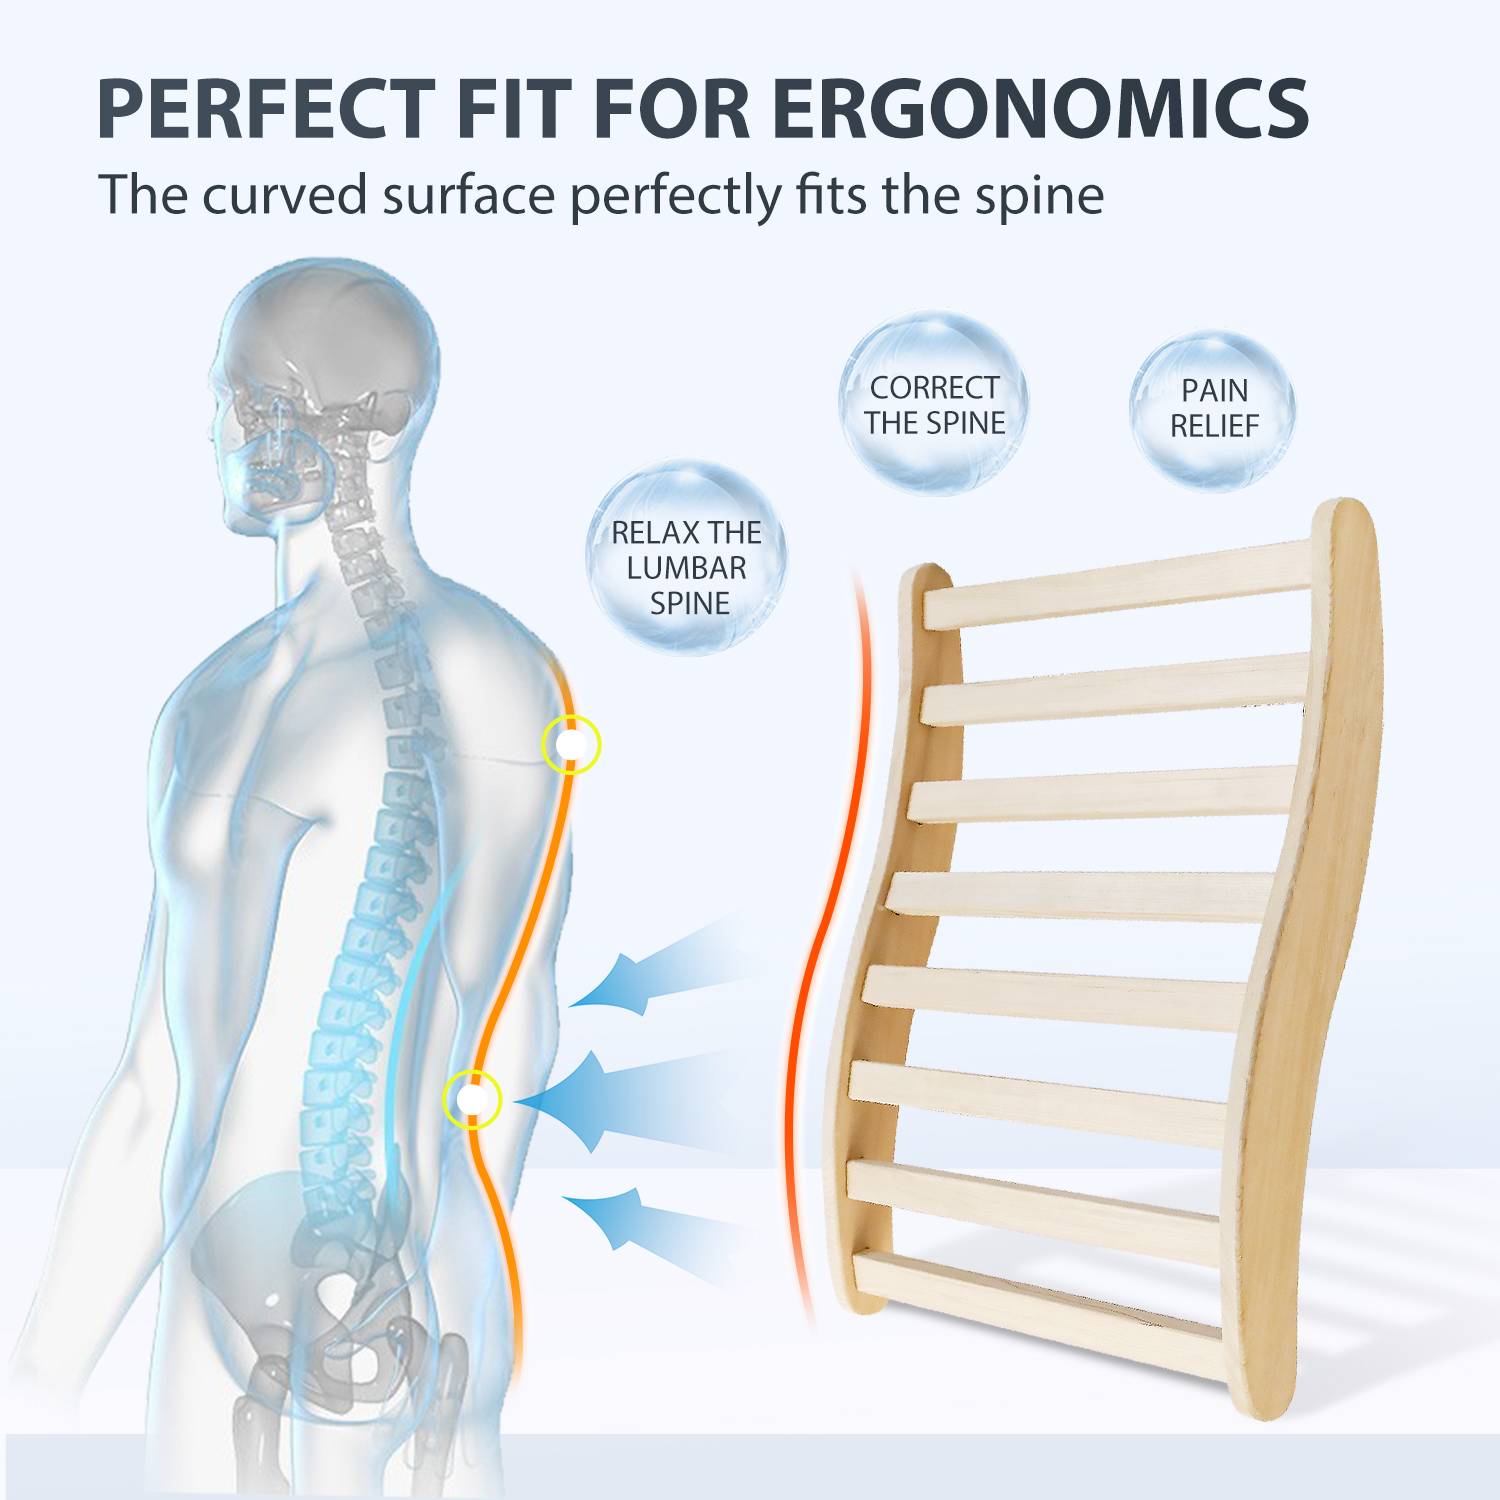 PERFECT FIT FOR ERGONOMICS
The curved surface perfectly fits the spine
CORRECT
THE SPINE
PAIN
RELIEF
RELAX THE
LUMBAR
SPINE